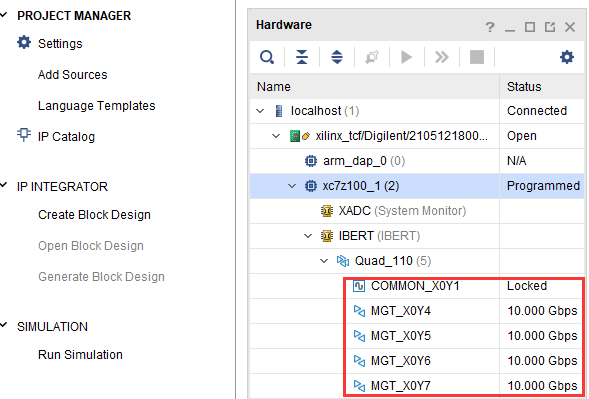 PROJECT MANAGER
Settings
Add Sources
Language Templates
IP Catalog
IP INTEGRATOR
Create Block Design
Open Block Design
Generate Block Design
SIMULATION
Run Simulation
Hardware
Name Status
localhost (1) Connected
xilinx_tcf/Digilent/2105121800... Open
arm_dap_0 (0) N/A
xc7z100_1 (2) Programmed
XADC (System Monitor)
IBERT (IBERT)
Quad_110 (5)
COMMON_X0Y1 Locked
MGT_X0Y4 10.000 Gbps
MGT_X0Y5 10.000 Gbps
MGT_X0Y6 10.000 Gbps
MGT_X0Y7 10.000 Gbps